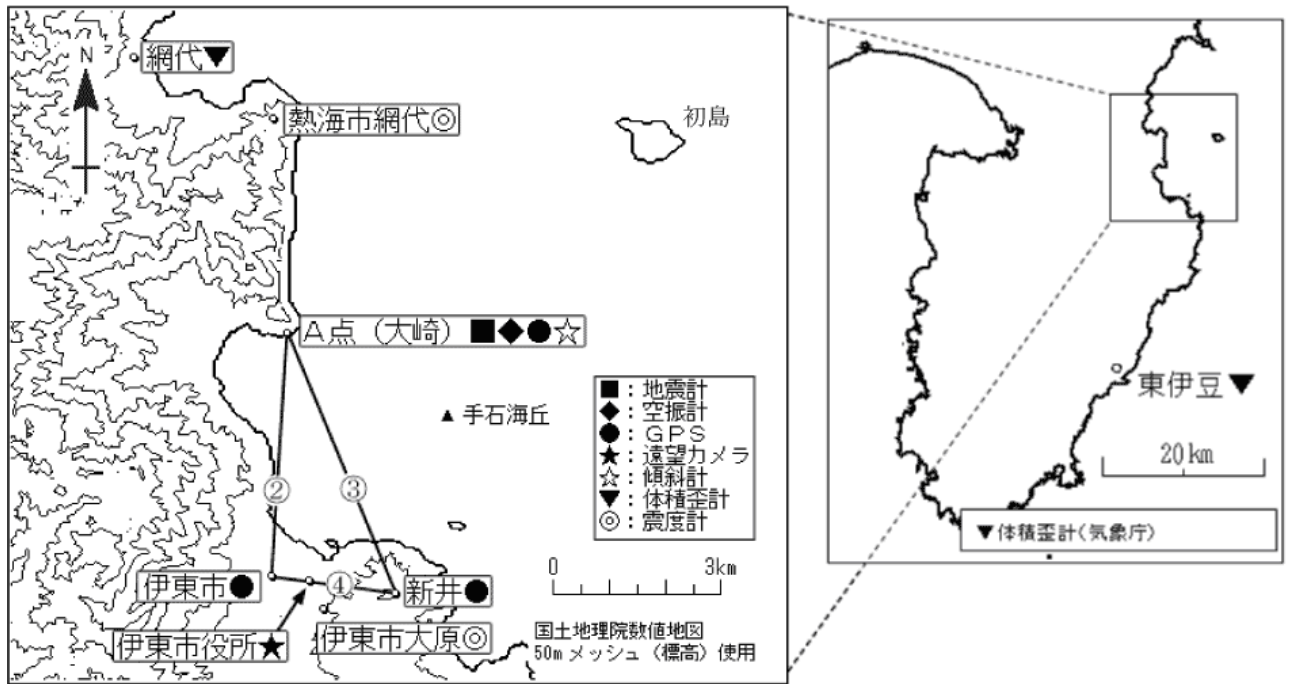 網代▼
N
熱海市網代◎
初島
A点（大崎）■◆●☆
▲ 手石海丘
■：地震計
◆：空振計
●：ＧＰＳ
★：遠望カメラ
☆：傾斜計
▼：体積歪計
◎：震度計
②
③
④
伊東市●
新井●
伊東市役所★
伊東市大原◎
0 3km
国土地理院数値地図
50mメッシュ（標高）使用
東伊豆▼
20km
▼体積歪計(気象庁)